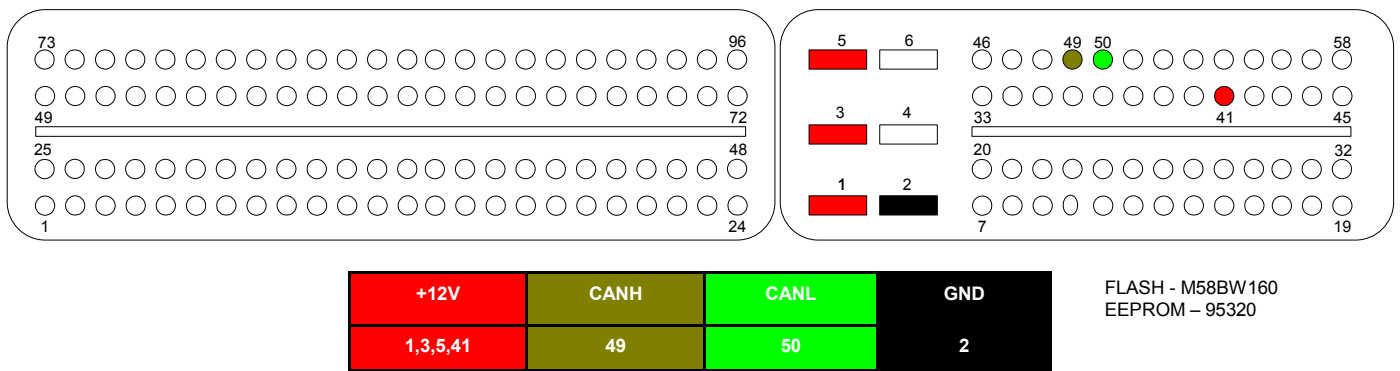 73 96 5 6 46 49 50 58
49 72 3 4 33 41 45
25 48 1 2 20 32
1 24 7 19
+12V CANH CANL GND
1,3,5,41 49 50 2
FLASH - M58BW160
EEPROM – 95320